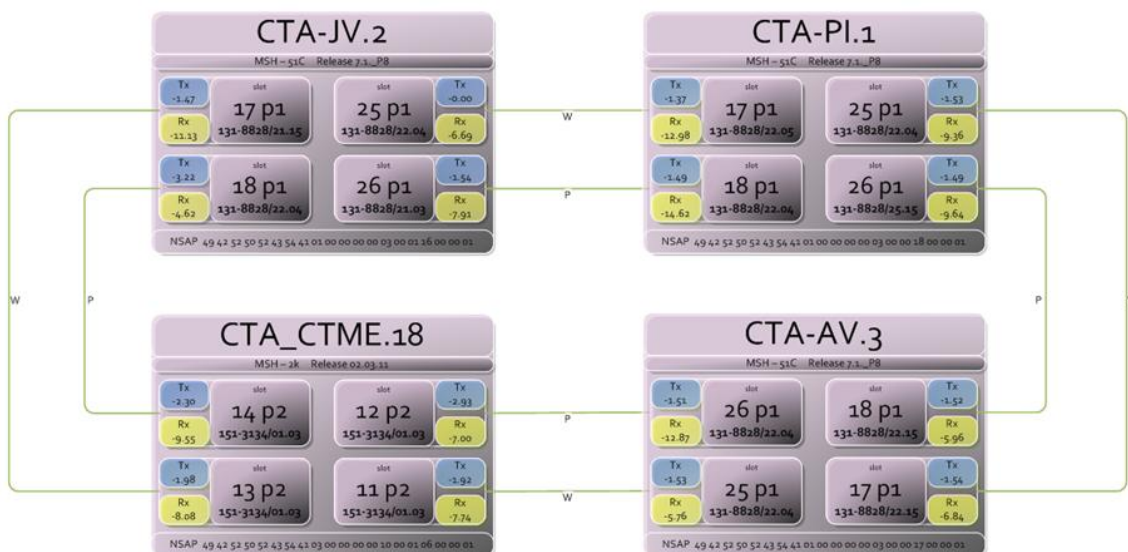 CTA-JV.2
MSH – 51C Release 7.1._P8
Tx
-1.47
Rx
-11.13
slot
17 p1
131-8828/21.15
slot
25 p1
131-8828/22.04
Tx
-0.00
Rx
-6.69
Tx
-3.22
Rx
-4.62
slot
18 p1
131-8828/22.04
slot
26 p1
131-8828/21.03
Tx
-1.54
Rx
-7.91
NSAP 49 42 52 50 52 43 54 41 01 00 00 00 00 03 00 01 16 00 00 01
W
P
CTA-PI.1
MSH – 51C Release 7.1._P8
Tx
-1.37
Rx
-12.98
slot
17 p1
131-8828/22.05
slot
25 p1
131-8828/22.04
Tx
-1.53
Rx
-9.36
Tx
-1.49
Rx
-14.62
slot
18 p1
131-8828/22.04
slot
26 p1
131-8828/25.15
Tx
-1.49
Rx
-9.64
NSAP 49 42 52 50 52 43 54 41 01 00 00 00 00 03 00 00 18 00 00 01
W
P
P
CTA_CTME.18
MSH – 2k Release 02.03.11
Tx
-2.30
Rx
-9.55
slot
14 p2
151-3134/01.03
slot
12 p2
151-3134/01.03
Tx
-2.93
Rx
-7.00
Tx
-1.98
Rx
-8.08
slot
13 p2
151-3134/01.03
slot
11 p2
151-3134/01.03
Tx
-1.92
Rx
-7.74
NSAP 49 42 52 50 52 43 54 41 03 00 00 00 00 10 00 01 06 00 00 01
P
W
CTA-AV.3
MSH – 51C Release 7.1._P8
Tx
-1.51
Rx
-12.87
slot
26 p1
131-8828/22.04
slot
18 p1
131-8828/22.15
Tx
-1.52
Rx
-5.96
Tx
-1.53
Rx
-5.76
slot
25 p1
131-8828/22.04
slot
17 p1
131-8828/22.15
Tx
-1.54
Rx
-6.84
NSAP 49 42 52 50 52 43 54 41 01 00 00 00 00 03 00 00 17 00 00 01